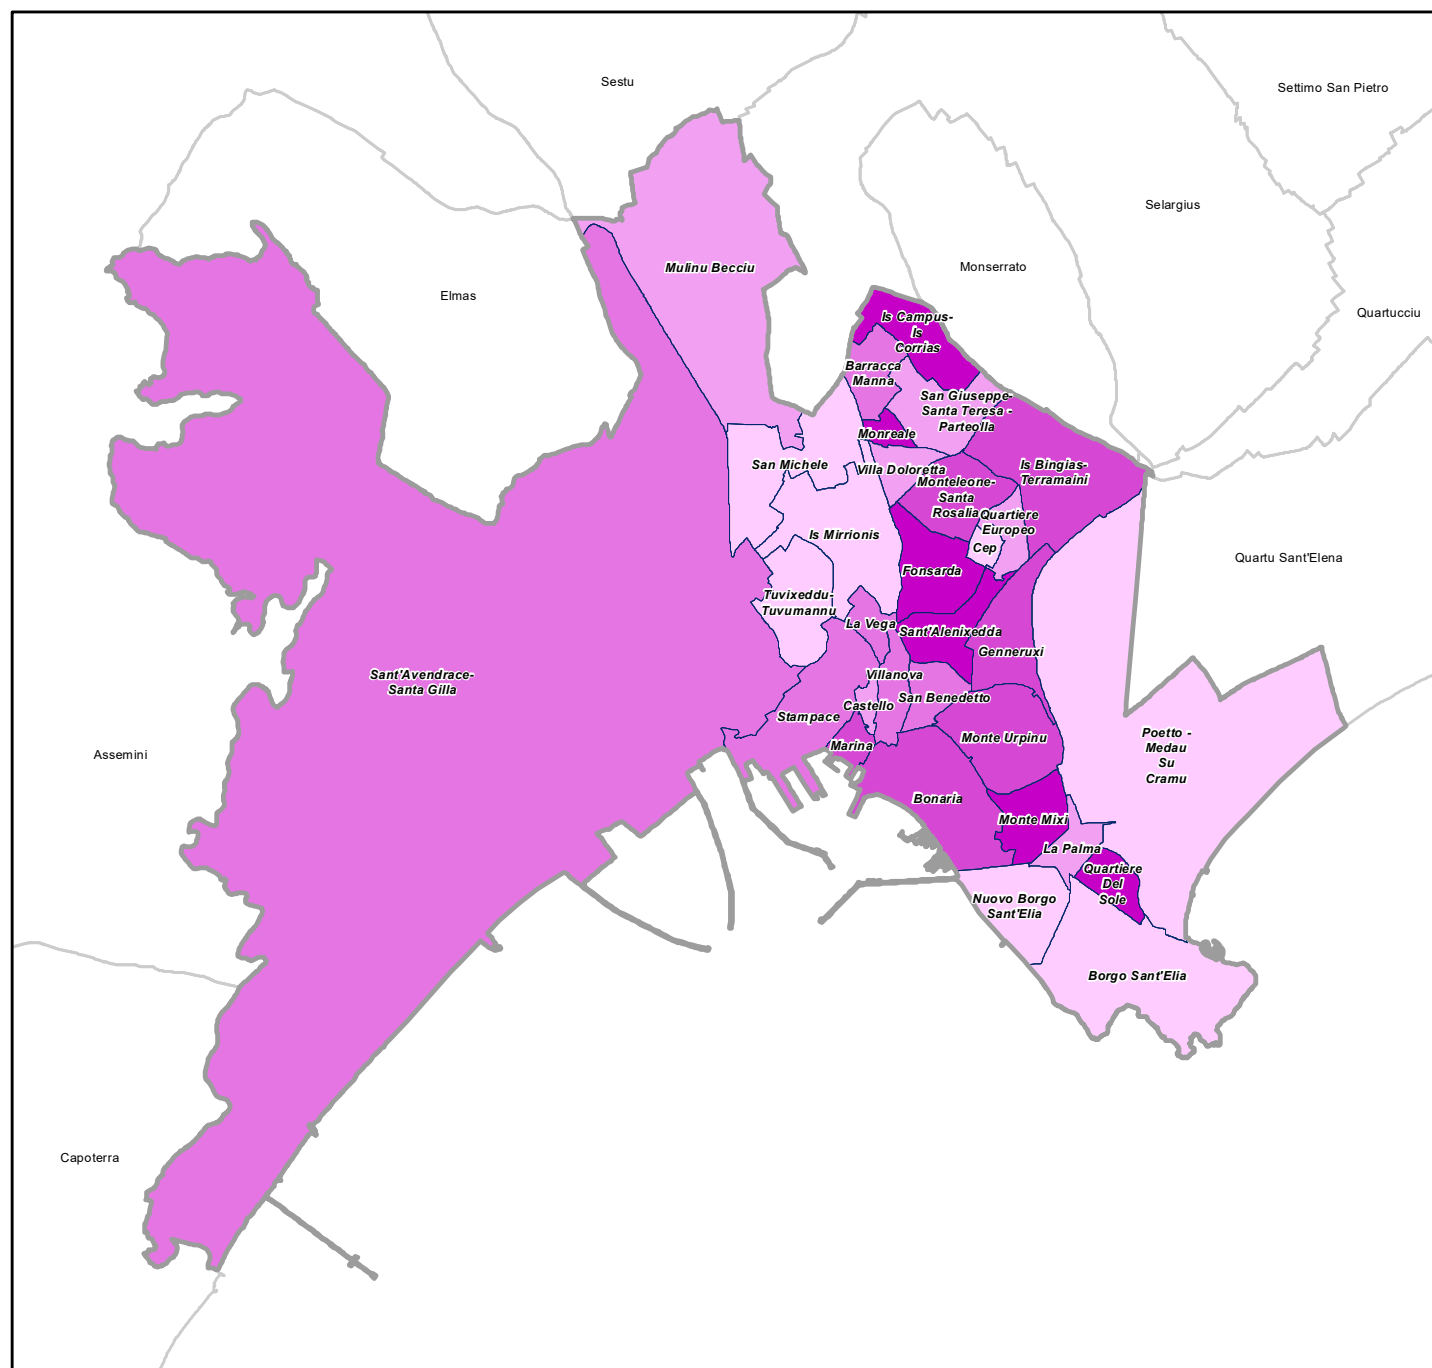 Sestu
Settimo San Pietro
Selargius
Monserrato
Mulinu Becciu
Elmas
Quartucciu
Is Campus-
Is
Corrias
Barracca
Manna
San Giuseppe-
Santa Teresa -
Parteolla
Monreale
San Michele
Villa Doloretta
Is Bingias-
Terramaini
Monteleone-
Santa
Rosalia
Quartiere
Europeo
Is Mirrionis
Cep
Quartu Sant'Elena
Fonsarda
Tuvixeddu-
Tuvumannu
La Vega
Sant'Alenixedda
Genneruxi
Sant'Avendrace-
Santa Gilla
Villanova
San Benedetto
Castello
Stampace
Marina
Monte Urpinu
Poetto -
Medau
Su
Cramu
Assemini
Bonaria
Monte Mixi
La Palma
Quartiere
Del
Sole
Nuovo Borgo
Sant'Elia
Borgo Sant'Elia
Capoterra